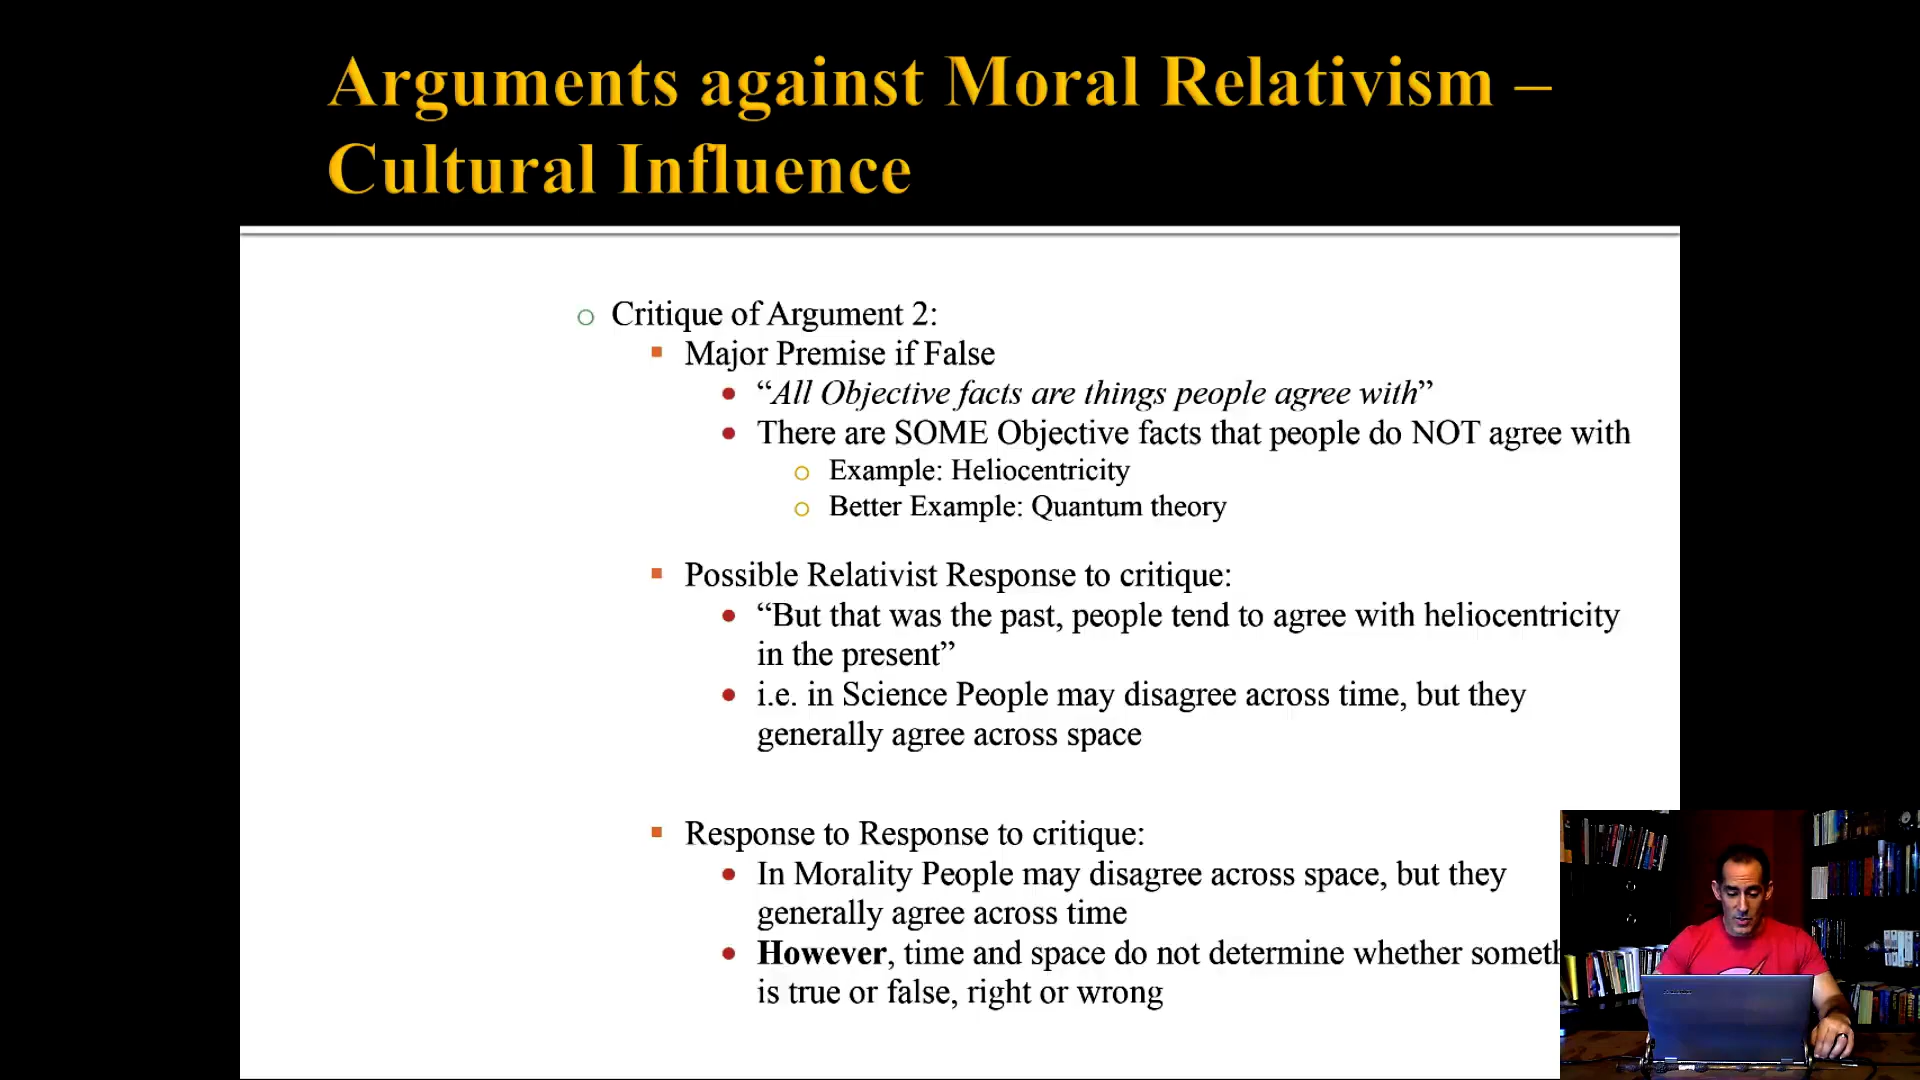 Arguments against Moral Relativism –
Cultural Influence
Critique of Argument 2:
Major Premise if False
“All Objective facts are things people agree with”
There are SOME Objective facts that people do NOT agree with
Example: Heliocentricity
Better Example: Quantum theory
Possible Relativist Response to critique:
“But that was the past, people tend to agree with heliocentricity
in the present”
i.e. in Science People may disagree across time, but they
generally agree across space
Response to Response to critique:
In Morality People may disagree across space, but they
generally agree across time
However, time and space do not determine whether someth
is true or false, right or wrong